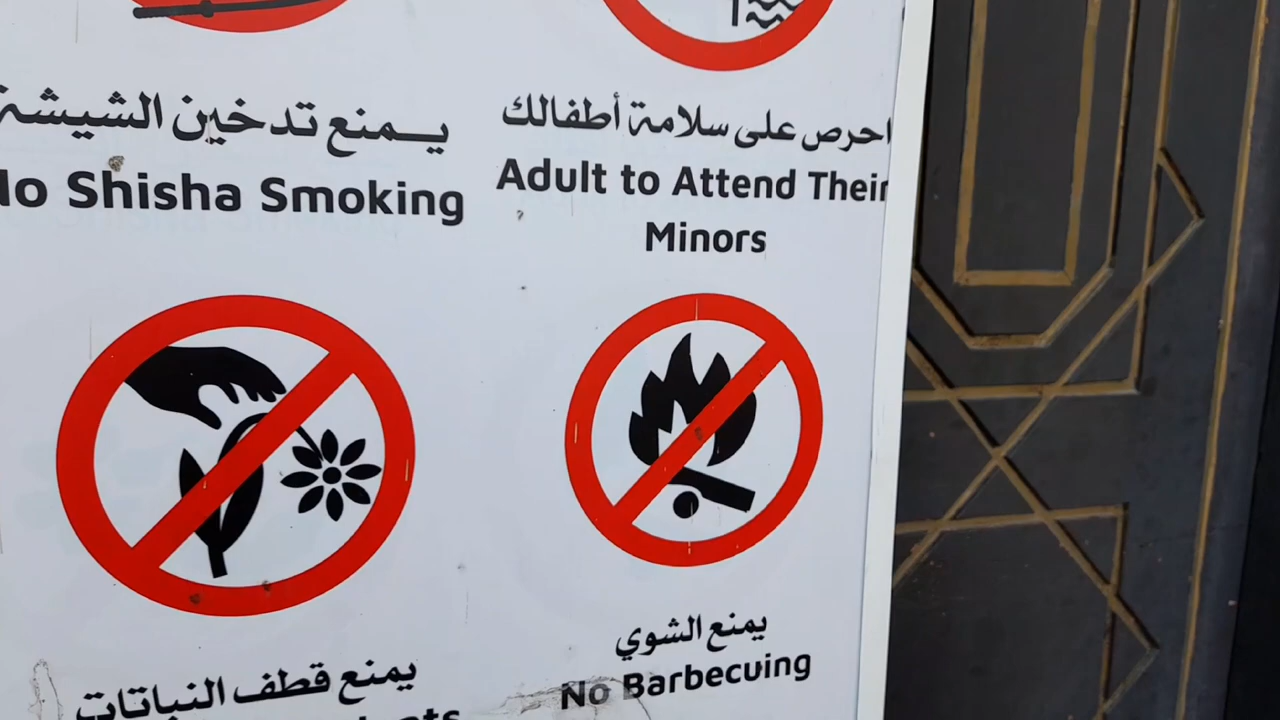 يمنع تدخين الشيشة
No Shisha Smoking
احرص على سلامة أطفالك
Adult to Attend Their
Minors
يمنع قطف النباتات
يمنع الشوي
No Barbecuing